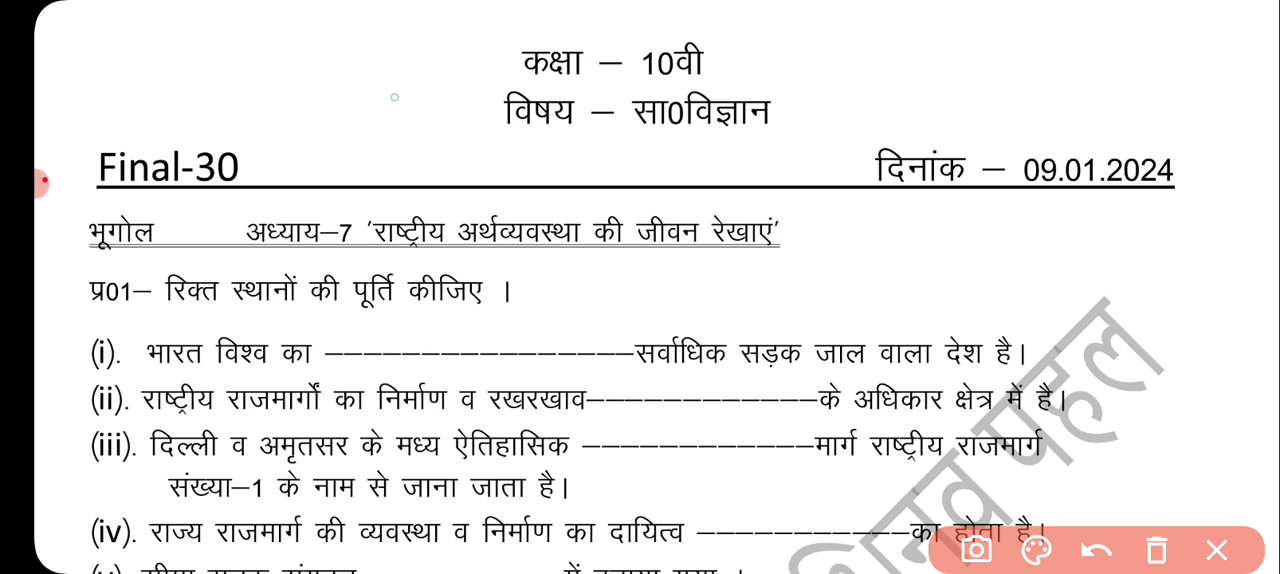 कक्षा – 10वी
विषय – सा0विज्ञान
Final-30 दिनांक – 09.01.2024
भूगोल अध्याय–7 'राष्ट्रीय अर्थव्यवस्था की जीवन रेखाएं'
प्र01– रिक्त स्थानों की पूर्ति कीजिए ।
(i). भारत विश्व का ––––––––––––––––सर्वाधिक सड़क जाल वाला देश है।
(ii). राष्ट्रीय राजमार्गों का निर्माण व रखरखाव––––––––––––के अधिकार क्षेत्र में है।
(iii). दिल्ली व अमृतसर के मध्य ऐतिहासिक ––––––––––––मार्ग राष्ट्रीय राजमार्ग
संख्या–1 के नाम से जाना जाता है।
(iv). राज्य राजमार्ग की व्यवस्था व निर्माण का दायित्व –––––––––––का होता है।
पहल